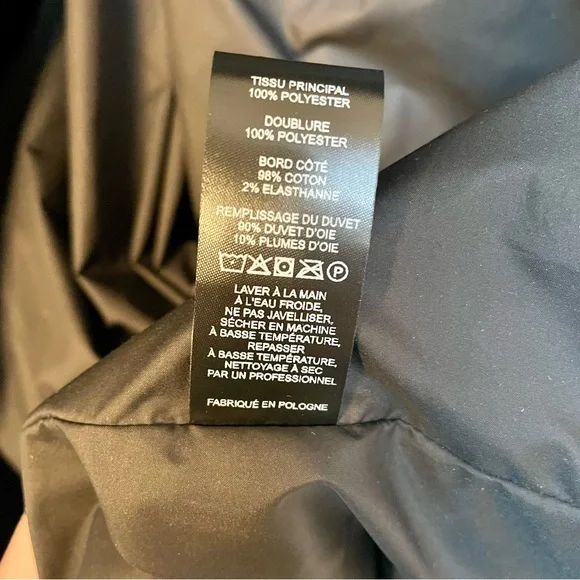 TISSU PRINCIPAL
100% POLYESTER
DOUBLURE
100% POLYESTER
BORD CÔTÉ
98% COTON
2% ELASTHANNE
REMPLISSAGE DU DUVET
90% DUVET D'OIE
10% PLUMES D'OIE
P
LAVER À LA MAIN
À L'EAU FROIDE,
NE PAS JAVELLISER,
SÉCHER EN MACHINE
À BASSE TEMPÉRATURE,
REPASSER
À BASSE TEMPÉRATURE,
NETTOYAGE À SEC
PAR UN PROFESSIONNEL
FABRIQUÉ EN POLOGNE